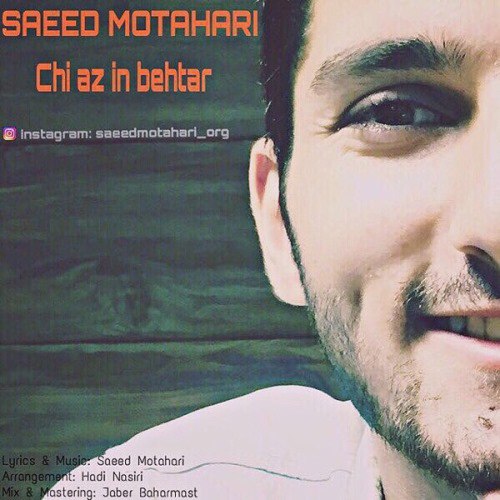 SAEED MOTAHARI
Chi az in behtar
instagram: saeedmotahari_org
Lyrics & Music: Saeed Motahari
Arrangement: Hadi Nasiri
Mix & Mastering: Jaber Baharmast